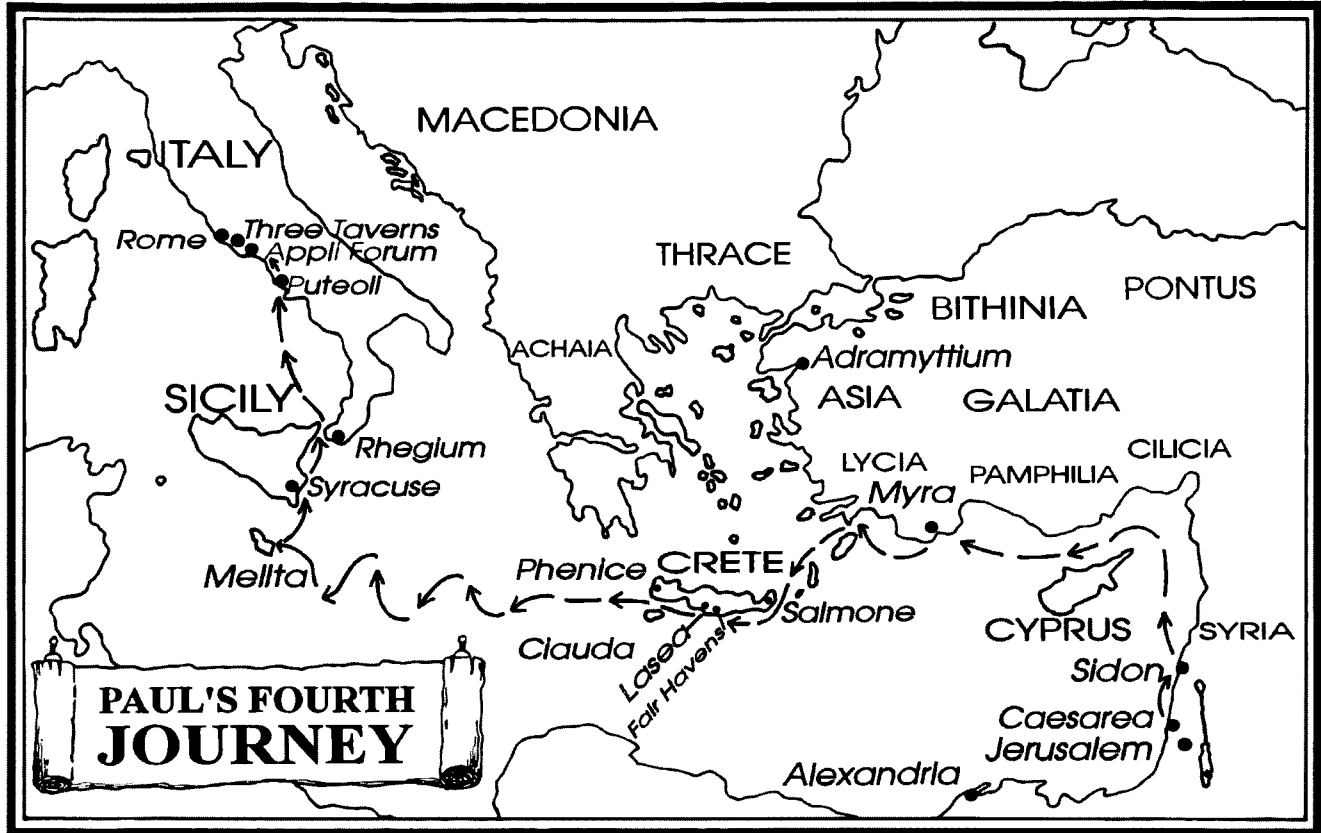 MACEDONIA
ITALY
Rome
Three Taverns
Appii Forum
Puteoli
THRACE
BITHINIA
PONTUS
ACHAIA
Adramyttium
SICILY
ASIA
GALATIA
Rhegium
LYCIA
PAMPHILIA
CILICIA
Syracuse
Myra
Melita
Phenice
CRETE
Salmone
Clauda
Lasea
Fair Havens
CYPRUS
SYRIA
Sidon
Caesarea
Jerusalem
Alexandria
PAUL'S FOURTH
JOURNEY